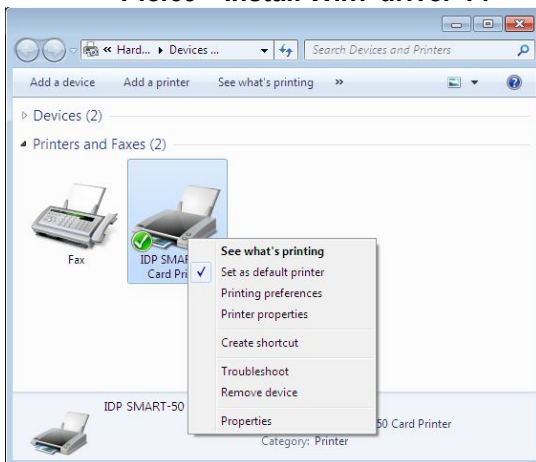 « Hard... ▸ Devices ...
Search Devices and Printers
Add a device Add a printer See what's printing »
Devices (2)
Printers and Faxes (2)
Fax
IDP SMA
Card Pri
See what's printing
Set as default printer
Printing preferences
Printer properties
Create shortcut
Troubleshoot
Remove device
Properties
IDP SMART-50
50 Card Printer
Category: Printer